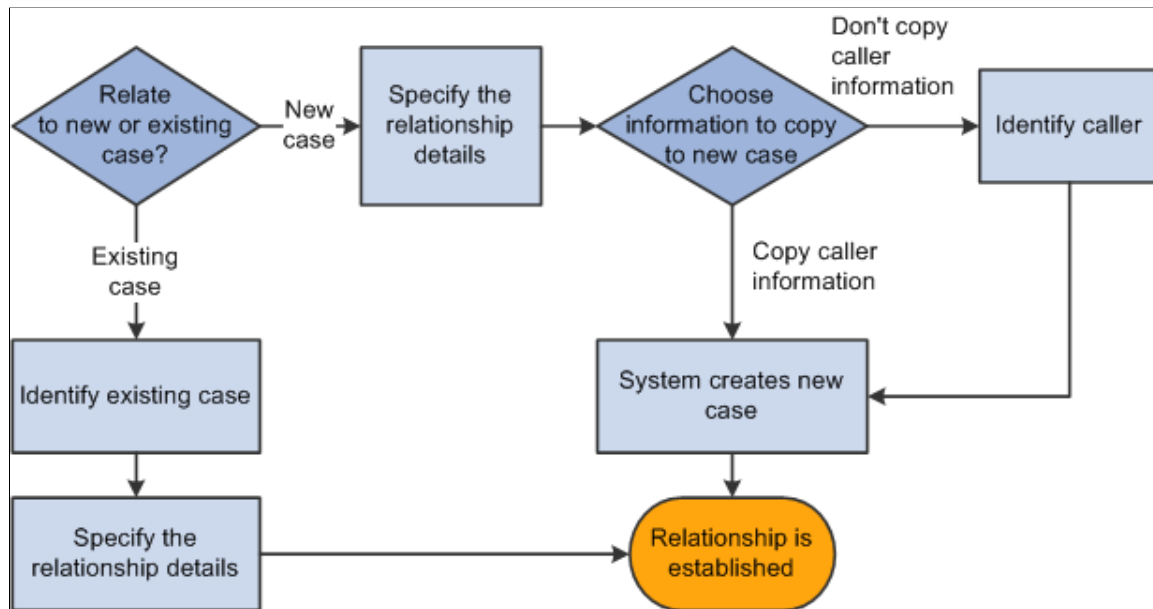 Relate
to new or existing
case?
New
case
Specify the
relationship
details
Choose
information to copy
to new case
Don't copy
caller
information
Identify caller
Existing
case
Copy caller
information
Identify existing case
System creates new
case
Specify the
relationship details
Relationship is
established